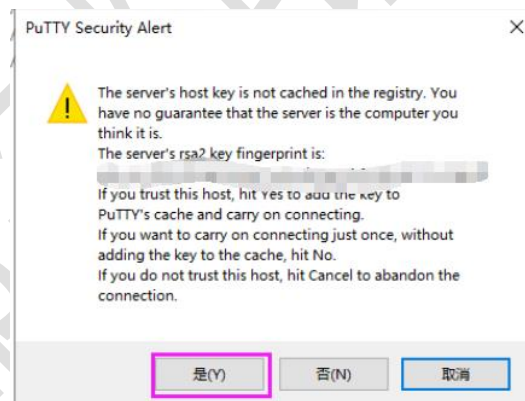 PuTTY Security Alert
The server's host key is not cached in the registry. You
have no guarantee that the server is the computer you
think it is.
The server's rsa2 key fingerprint is:
If you trust this host, hit Yes to add the key to
PuTTY's cache and carry on connecting.
If you want to carry on connecting just once, without
adding the key to the cache, hit No.
If you do not trust this host, hit Cancel to abandon the
connection.
是(Y) 否(N) 取消